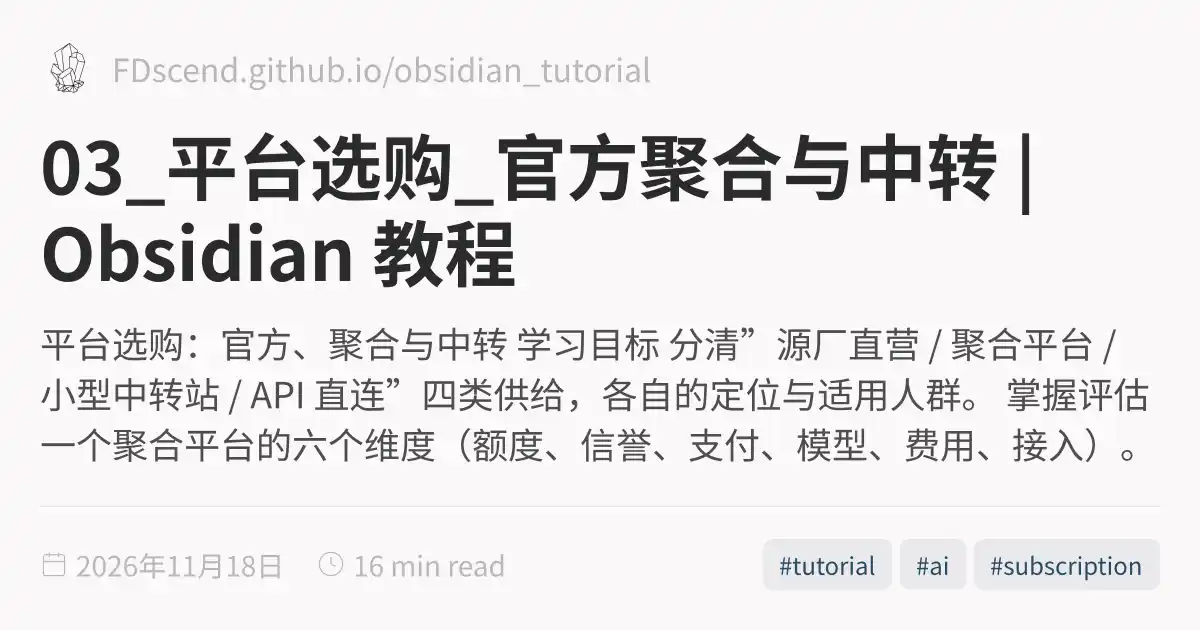 FDscend.github.io/obsidian_tutorial
03_平台选购_官方聚合与中转 |
Obsidian 教程
平台选购：官方、聚合与中转 学习目标 分清”源厂直营 / 聚合平台 /
小型中转站 / API 直连”四类供给，各自的定位与适用人群。 掌握评估
一个聚合平台的六个维度（额度、信誉、支付、模型、费用、接入）。
2026年11月18日 16 min read #tutorial #ai #subscription